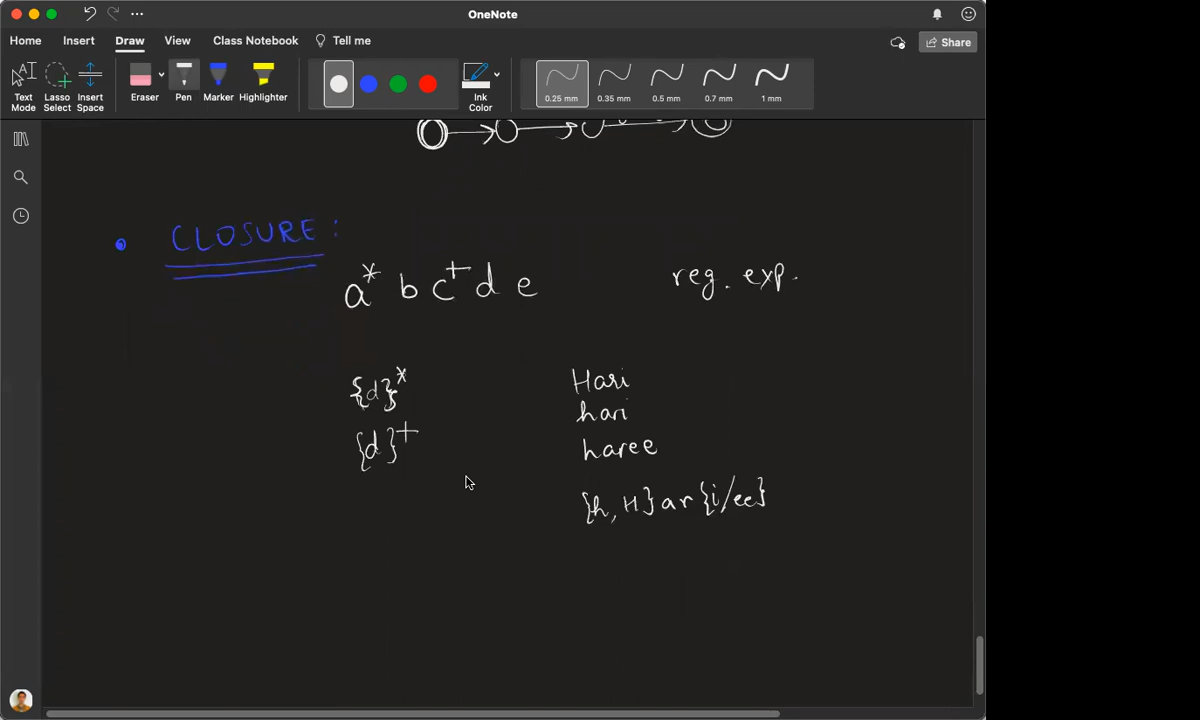 OneNote
Home Insert Draw View Class Notebook Tell me
Share
Text Mode
Lasso Select
Insert Space
Eraser
Pen
Marker
Highlighter
Ink Color
0.25 mm
0.35 mm
0.5 mm
0.7 mm
1 mm
• CLOSURE:
a* b c+ d e
reg. exp.
{d}*
{d}+
Hari
hari
haree
{h, H} ar {i/ee}